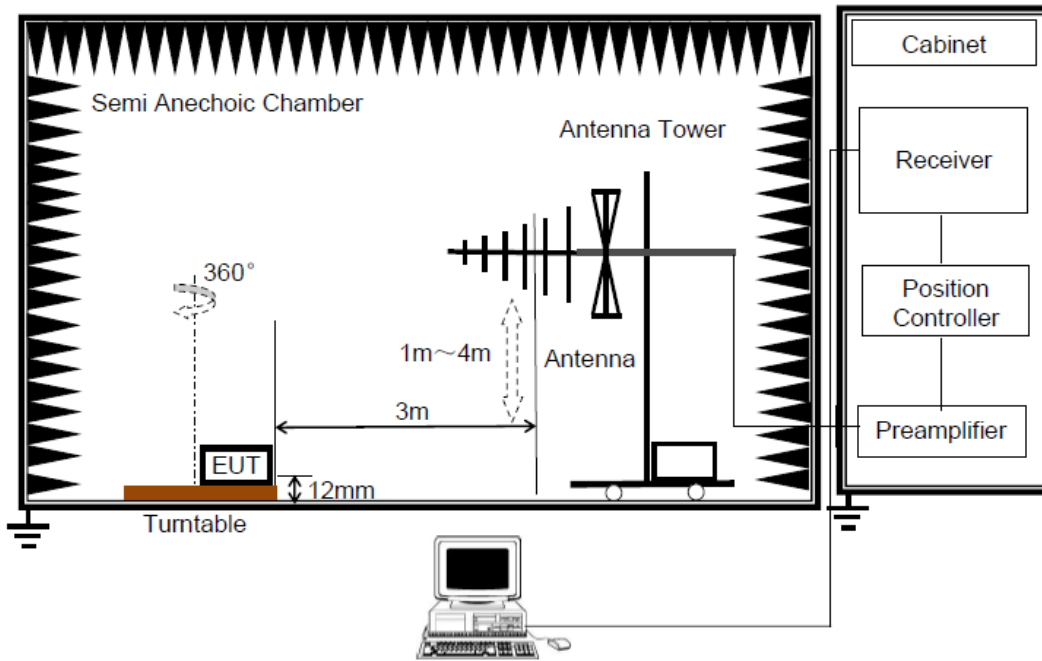 Cabinet
Semi Anechoic Chamber
Antenna Tower
Receiver
360°
Position
Controller
1m～4m
Antenna
3m
Preamplifier
EUT
12mm
Turntable